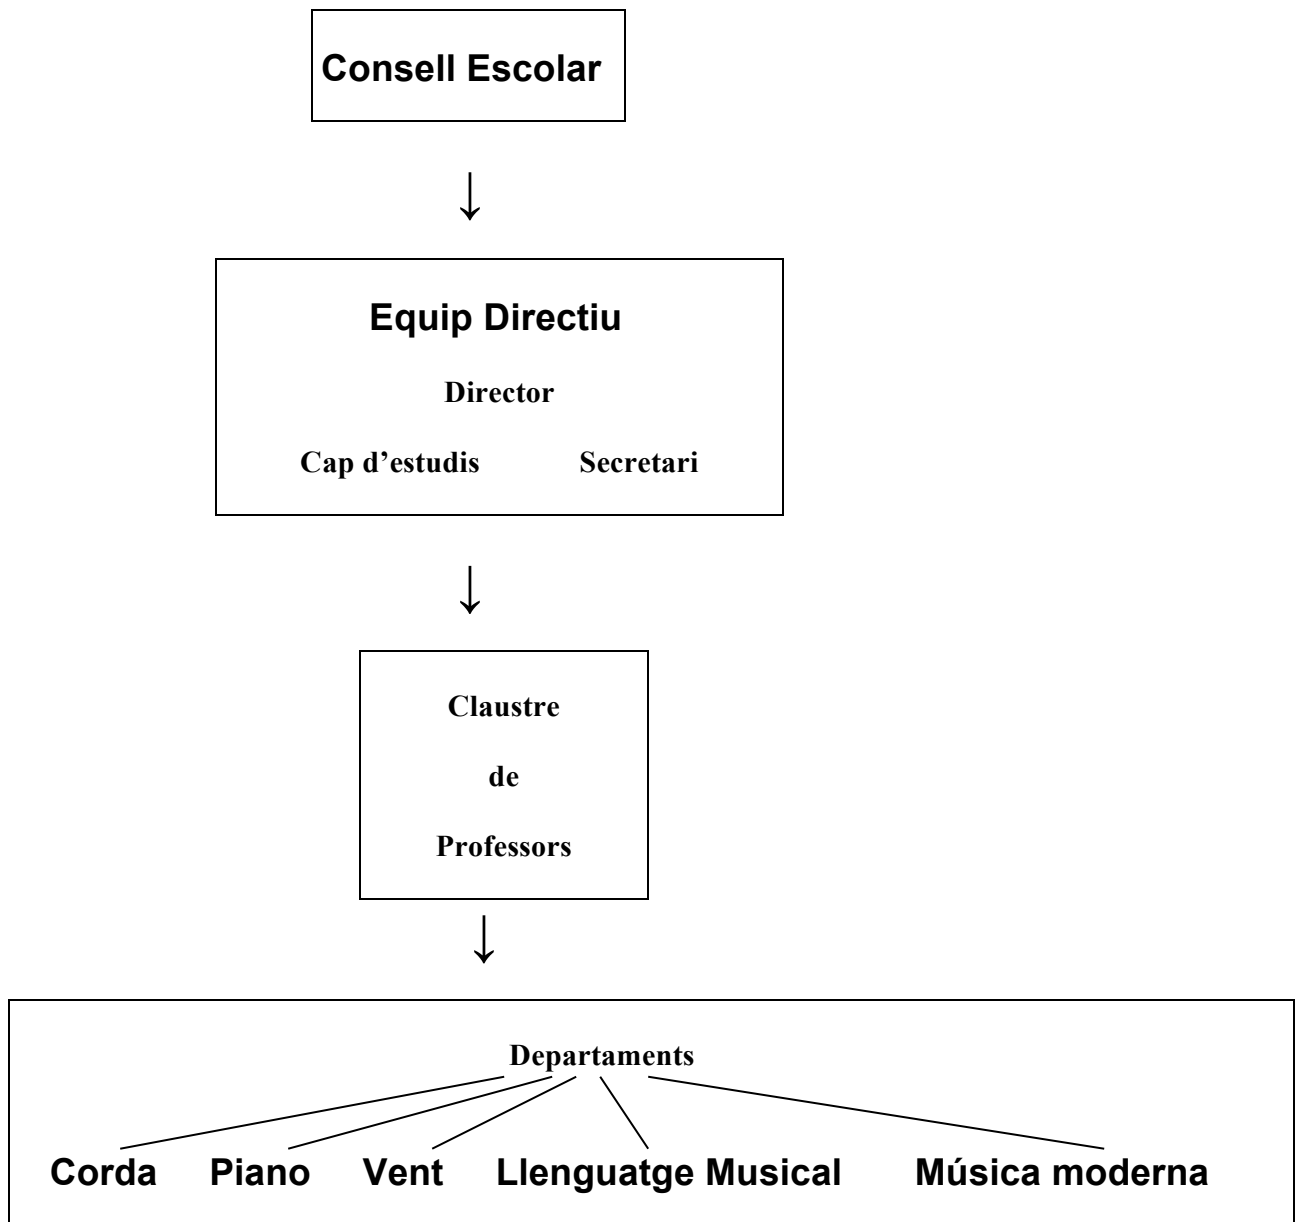 Consell Escolar
Equip Directiu
Director
Cap d’estudis Secretari
Claustre
de
Professors
Departaments
Corda Piano Vent Llenguatge Musical Música moderna